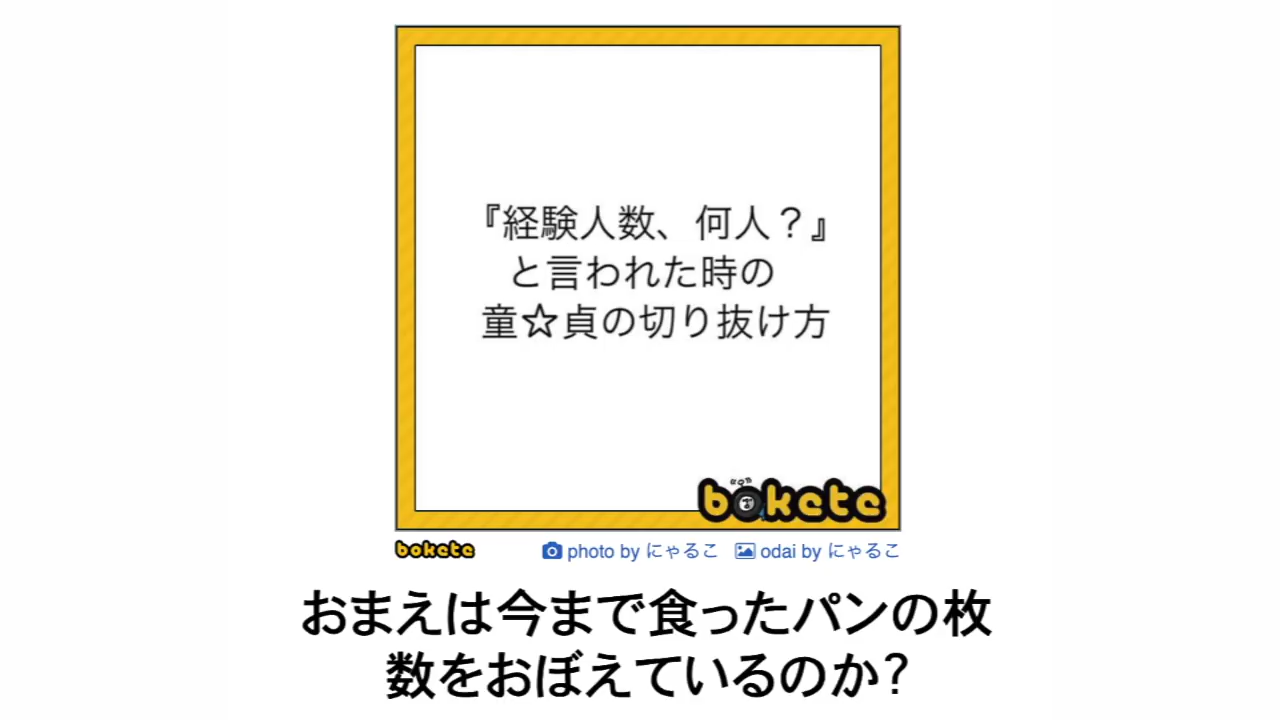 『経験人数、何人？』
と言われた時の
童☆貞の切り抜け方
bokete
bokete
photo by にゃるこ odai by にゃるこ
おまえは今まで食ったパンの枚
数をおぼえているのか?